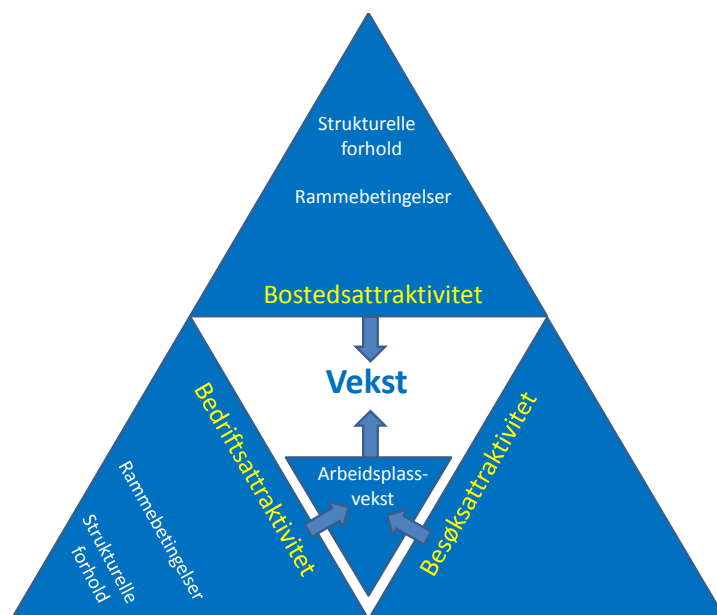 Strukturelle
forhold
Rammebetingelser
Bostedsattraktivitet
Vekst
Bedriftsattraktivitet
Besøksattraktivitet
Arbeidsplass-
vekst
Rammebetingelser
Strukturelle
forhold